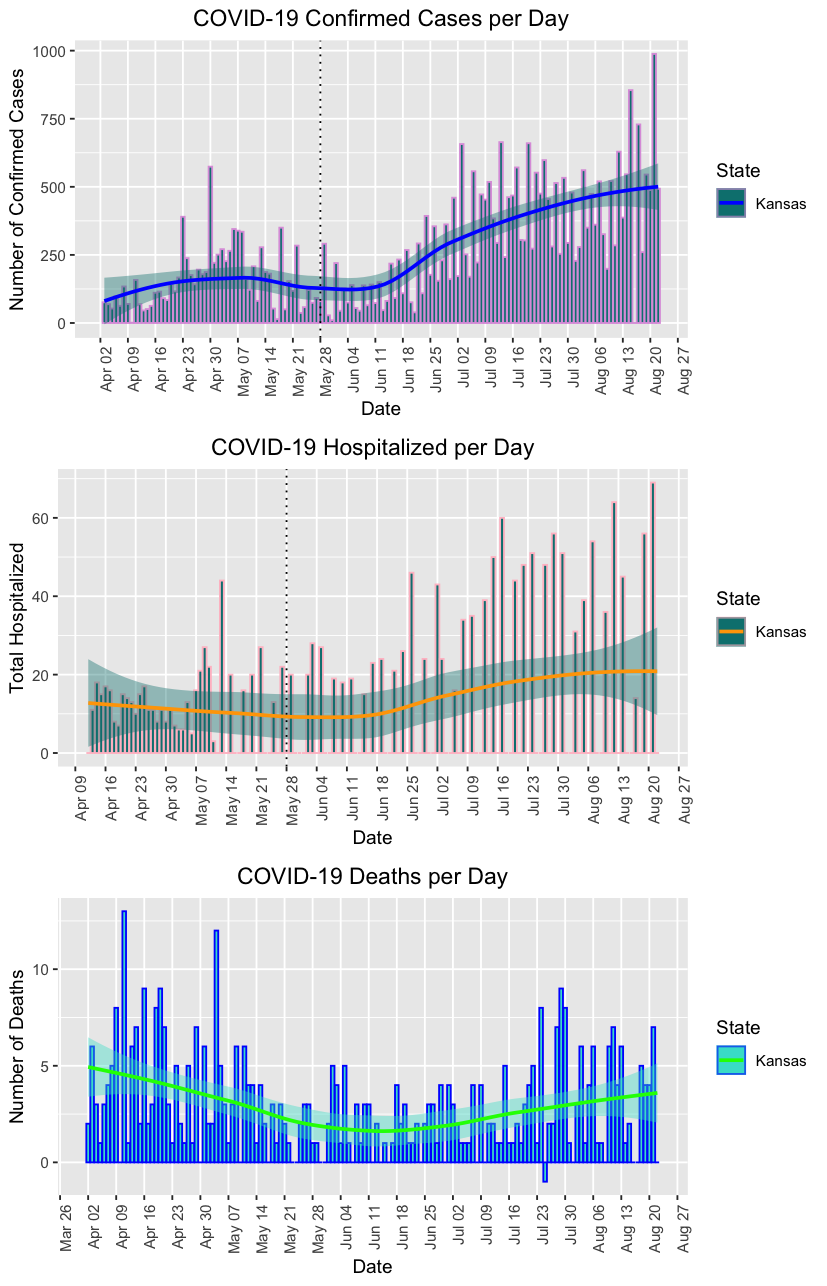 COVID-19 Confirmed Cases per Day
Number of Confirmed Cases
1000
750
500
250
0
Apr 02
Apr 09
Apr 16
Apr 23
Apr 30
May 07
May 14
May 21
May 28
Jun 04
Jun 11
Jun 18
Jun 25
Jul 02
Jul 09
Jul 16
Jul 23
Jul 30
Aug 06
Aug 13
Aug 20
Aug 27
Date
State
Kansas
COVID-19 Hospitalized per Day
Total Hospitalized
60
40
20
0
Apr 09
Apr 16
Apr 23
Apr 30
May 07
May 14
May 21
May 28
Jun 04
Jun 11
Jun 18
Jun 25
Jul 02
Jul 09
Jul 16
Jul 23
Jul 30
Aug 06
Aug 13
Aug 20
Aug 27
Date
State
Kansas
COVID-19 Deaths per Day
Number of Deaths
10
5
0
Mar 26
Apr 02
Apr 09
Apr 16
Apr 23
Apr 30
May 07
May 14
May 21
May 28
Jun 04
Jun 11
Jun 18
Jun 25
Jul 02
Jul 09
Jul 16
Jul 23
Jul 30
Aug 06
Aug 13
Aug 20
Aug 27
Date
State
Kansas